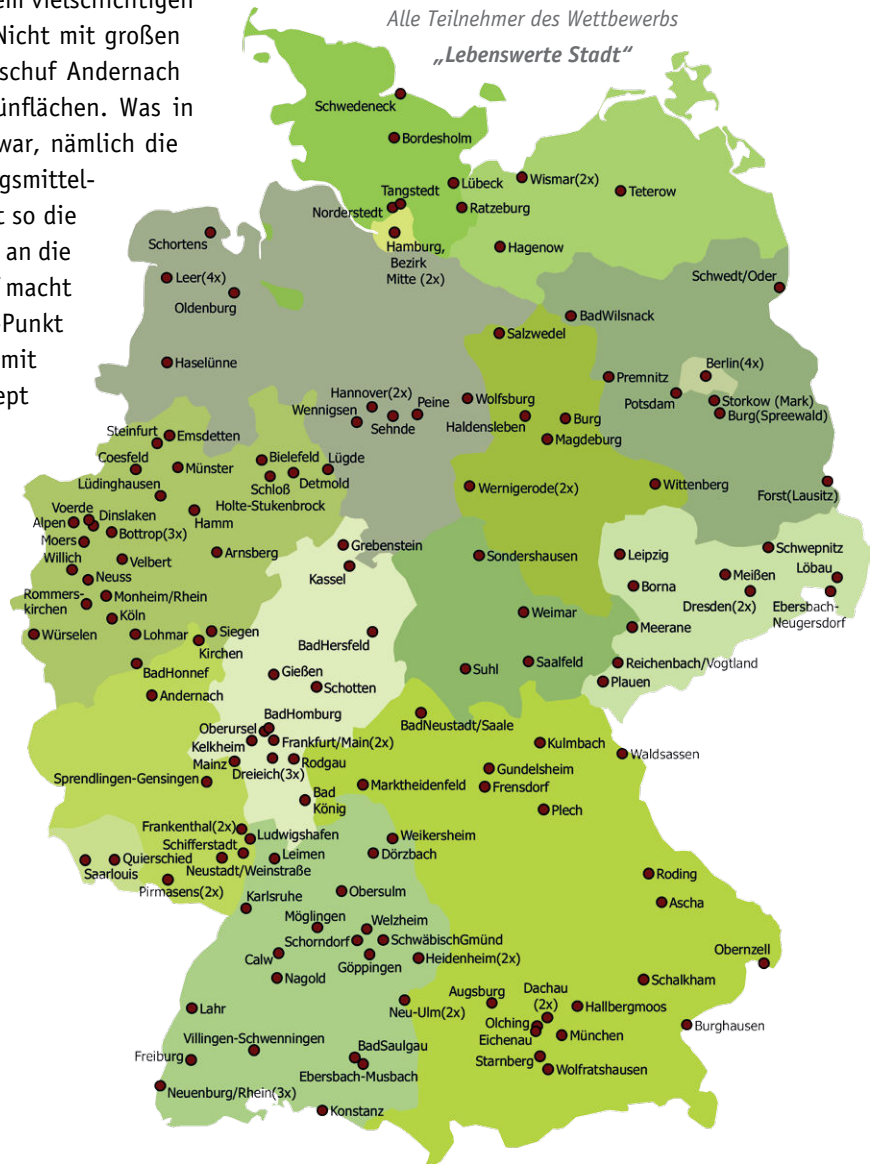 em vielschichtigen
Nicht mit großen
schuf Andernach
ünflächen. Was in
war, nämlich die
gsmittel-
t so die
an die
macht
Punkt
mit
ept
Alle Teilnehmer des Wettbewerbs
„Lebenswerte Stadt“
Schwedeneck
Bordesholm
Lübeck
Wismar(2x)
Teterow
Tangstedt
Norderstedt
Ratzeburg
Schortens
Hamburg,
Bezirk
Mitte (2x)
Hagenow
Leer(4x)
Oldenburg
Schwedt/Oder
BadWilsnack
Salzwedel
Haselünne
Berlin(4x)
Premnitz
Potsdam
Storkow (Mark)
Burg(Spreewald)
Hannover(2x)
Peine
Wolfsburg
Wennigsen
Sehnde
Haldensleben
Burg
Magdeburg
Steinfurt
Emsdetten
Coesfeld
Münster
Bielefeld
Lügde
Lüdinghausen
Schloß
Holte-Stukenbrock
Detmold
Wernigerode(2x)
Wittenberg
Forst(Lausitz)
Voerde
Dinslaken
Alpen
Hamm
Bottrop(3x)
Moers
Willich
Velbert
Arnsberg
Grebenstein
Kassel
Sondershausen
Leipzig
Schwepnitz
Löbau
Meißen
Borna
Dresden(2x)
Ebersbach-
Neugersdorf
Neuss
Rommers-
kirchen
Monheim/Rhein
Köln
Weimar
Meerane
Würselen
Lohmar
Siegen
Kirchen
BadHersfeld
BadHonnef
Gießen
Suhl
Saalfeld
Reichenbach/Vogtland
Plauen
Andernach
Schotten
BadHomburg
Oberursel
BadNeustadt/Saale
Kelkheim
Frankfurt/Main(2x)
Kulmbach
Waldsassen
Mainz
Dreieich(3x)
Rodgau
Gundelsheim
Sprendlingen-Gensingen
Marktheidenfeld
Frensdorf
Bad
König
Plech
Frankenthal(2x)
Ludwigshafen
Weikersheim
Schifferstadt
Leimen
Dörzbach
Saarlouis
Quierschied
Neustadt/Weinstraße
Pirmasens(2x)
Roding
Karlsruhe
Obersulm
Ascha
Möglingen
Welzheim
Schorndorf
SchwäbischGmünd
Calw
Göppingen
Heidenheim(2x)
Obernzell
Nagold
Schalkham
Lahr
Neu-Ulm(2x)
Augsburg
Dachau
(2x)
Hallbergmoos
Olching
Eichenau
München
Burghausen
Villingen-Schwenningen
Freiburg
BadSaulgau
Ebersbach-Musbach
Starnberg
Wolfratshausen
Neuenburg/Rhein(3x)
Konstanz